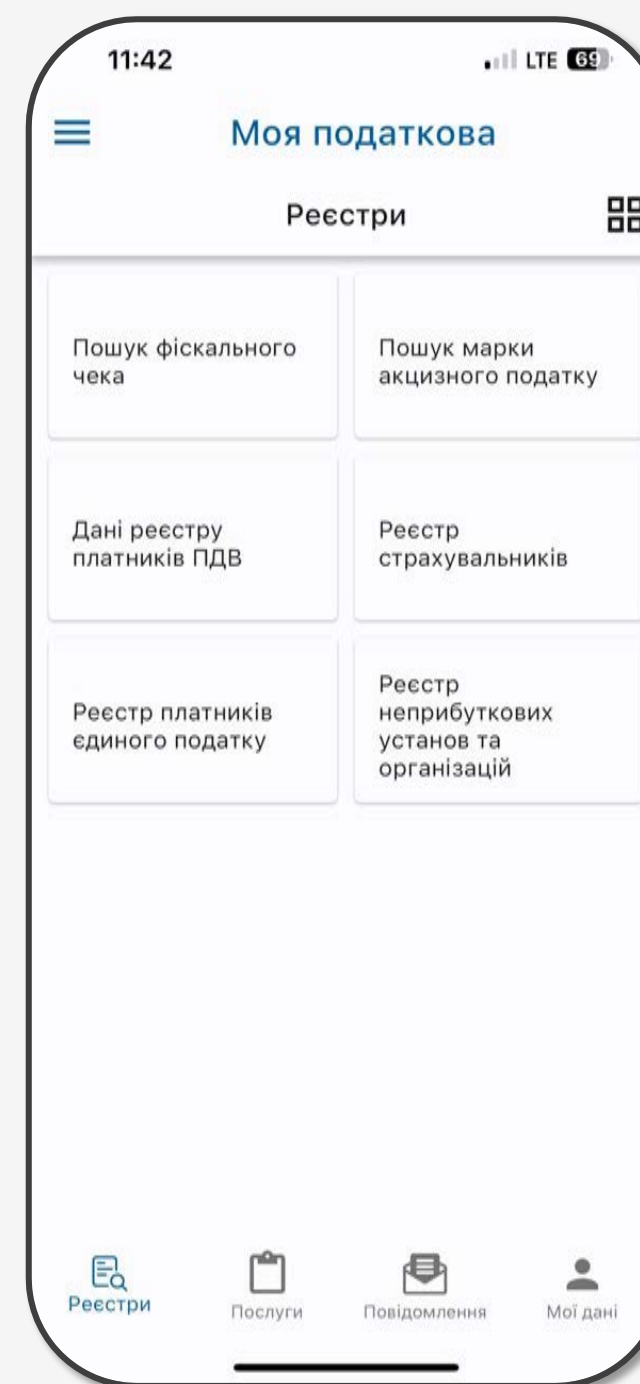 11:42
LTE 69
Моя податкова
Реєстри
Пошук фіскального
чека
Пошук марки
акцизного податку
Дані реєстру
платників ПДВ
Реєстр
страхувальників
Реєстр платників
єдиного податку
Реєстр
неприбуткових
установ та
організацій
Реєстри
Послуги
Повідомлення
Мої дані